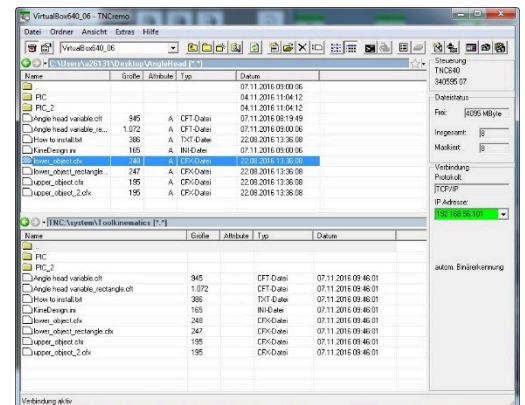 VirtualBox640_06 - TNCremo
Datei Ordner Ansicht Extras Hilfe
VirtualBox640_06
C:\Users\a26131\Desktop\AngleHead [*.*]
Name Größe Attribute Typ Datum
.. 07.11.2016 09:00:06
PIC 04.11.2016 11:04:12
PIC_2 04.11.2016 11:04:12
Angle head variable.cft 945 A CFT-Datei 07.11.2016 08:19:49
Angle head variable_re... 1.072 A CFT-Datei 07.11.2016 09:00:06
How to install.txt 386 A TXT-Datei 22.08.2016 13:36:08
KineDesign.ini 165 A INI-Datei 07.11.2016 09:00:06
lower_object.cfx 248 A CFX-Datei 22.08.2016 13:36:08
lower_object_rectangle... 247 A CFX-Datei 22.08.2016 13:36:08
upper_object.cfx 195 A CFX-Datei 22.08.2016 13:36:08
upper_object_2.cfx 195 A CFX-Datei 22.08.2016 13:36:08
TNC:\system\Toolkinematics [*.*]
Name Größe Attribute Typ Datum
..
PIC
PIC_2
Angle head variable.cft 945 CFT-Datei 07.11.2016 09:46:01
Angle head variable_rectangle.cft 1.072 CFT-Datei 07.11.2016 09:46:01
How to install.txt 386 TXT-Datei 07.11.2016 09:46:01
KineDesign.ini 165 INI-Datei 07.11.2016 09:46:01
lower_object.cfx 248 CFX-Datei 07.11.2016 09:46:01
lower_object_rectangle.cfx 247 CFX-Datei 07.11.2016 09:46:01
upper_object.cfx 195 CFX-Datei 07.11.2016 09:46:01
upper_object_2.cfx 195 CFX-Datei 07.11.2016 09:46:01
Steuerung
TNC640
340595 07
Dateistatus
Frei: 4095 MByte
Insgesamt: 8
Markiert: 8
Verbindung
Protokoll:
TCP/IP
IP-Adresse:
192.168.56.101
autom. Binärerkennung
Verbindung aktiv